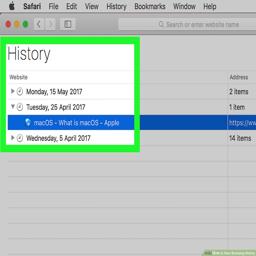 Safari File Edit View History Bookmarks Window Help
Search or enter website name
History
Website Address
Monday, 15 May 2017 2 items
Tuesday, 25 April 2017 1 item
macOS - What is macOS - Apple https://ww
Wednesday, 5 April 2017 14 items